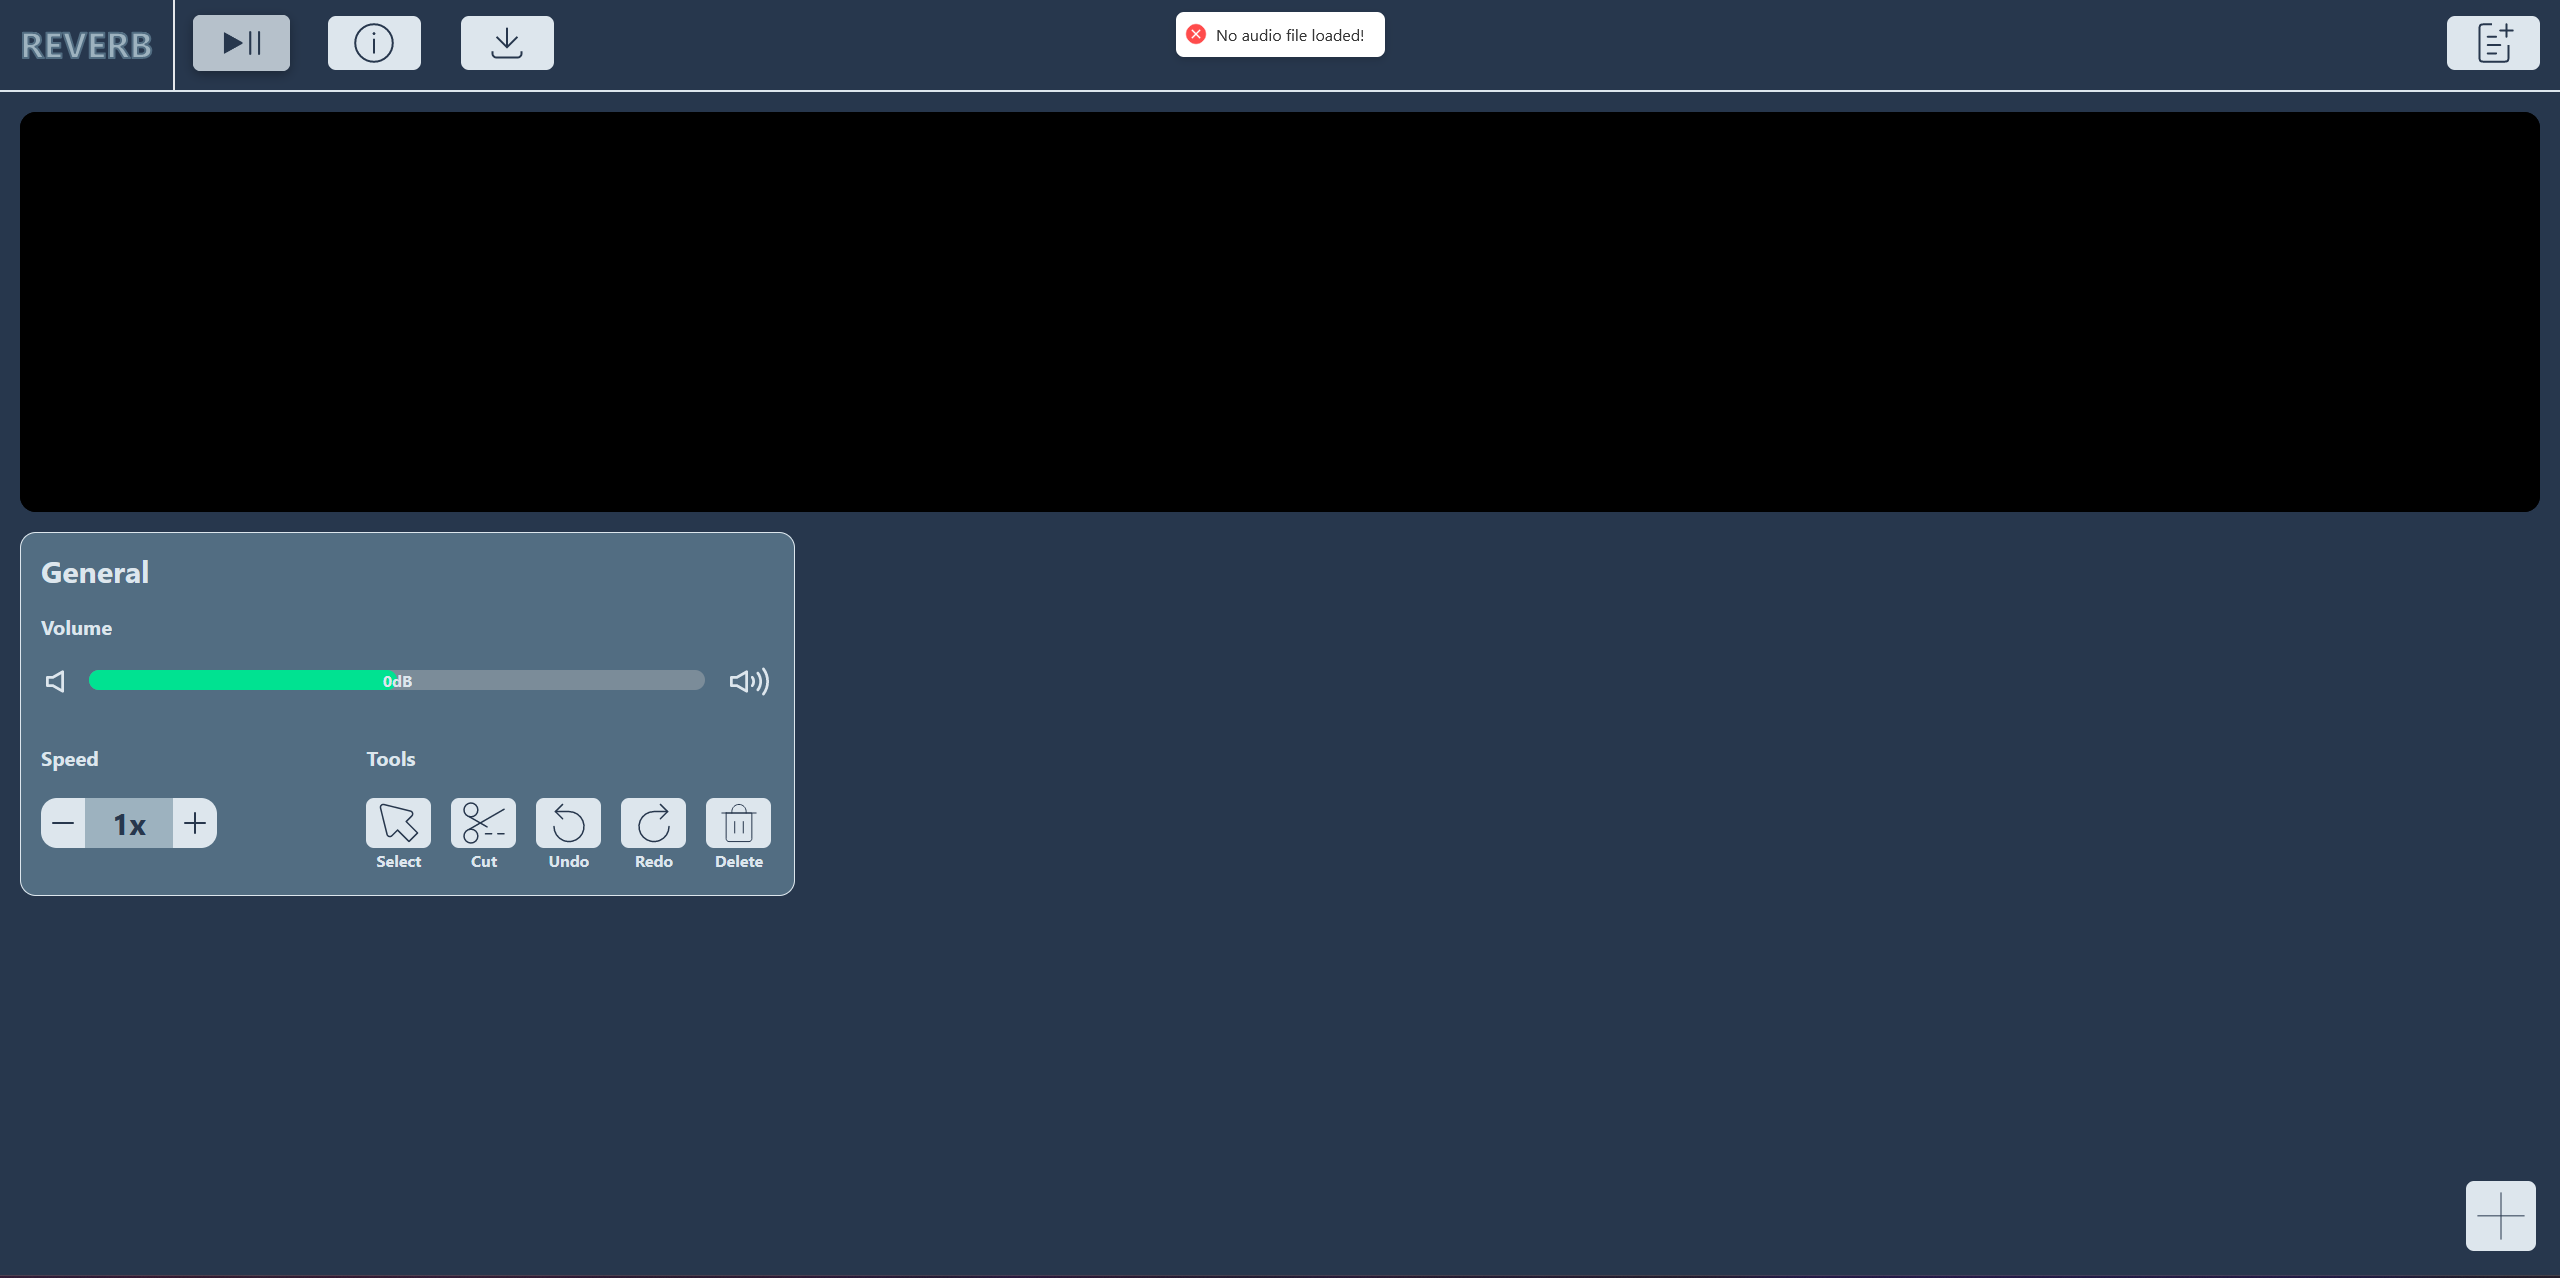 REVERB
No audio file loaded!
General
Volume
0dB
Speed
Tools
1x
Select
Cut
Undo
Redo
Delete